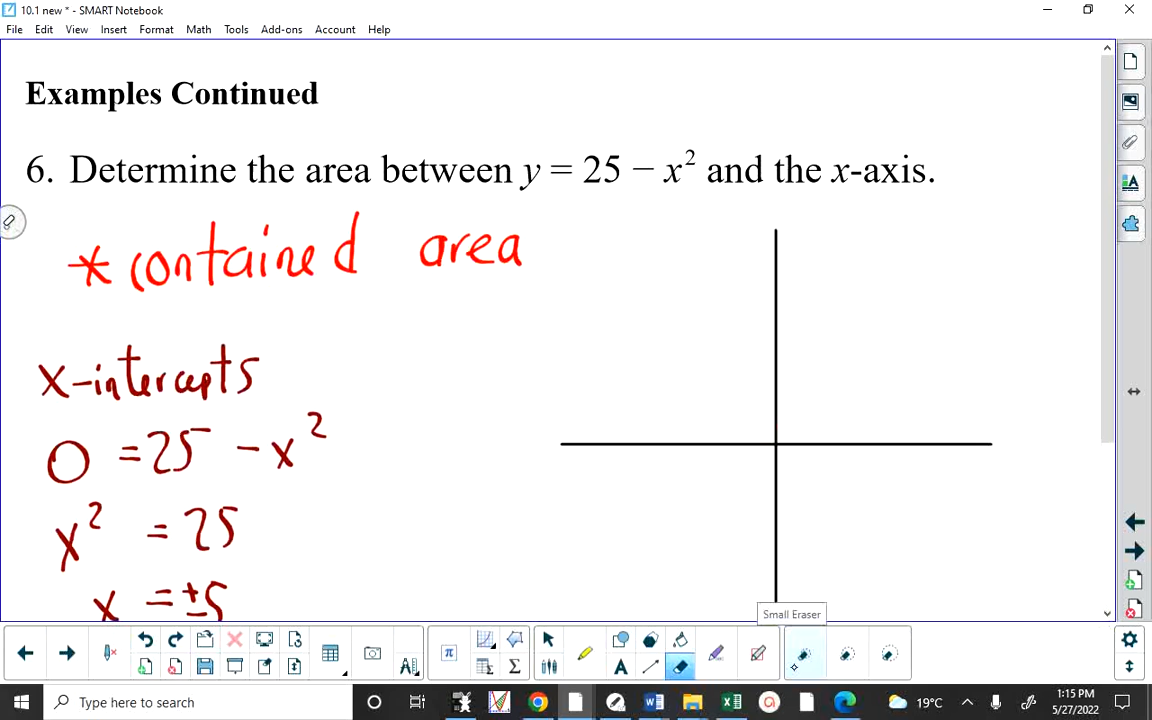 10.1 new * - SMART Notebook
File Edit View Insert Format Math Tools Add-ons Account Help
Examples Continued
6. Determine the area between y = 25 − x² and the x-axis.
*contained area
x-intercepts
0 = 25 - x²
x² = 25
x = ±5
Small Eraser
Type here to search
19°C
1:15 PM
5/27/2022